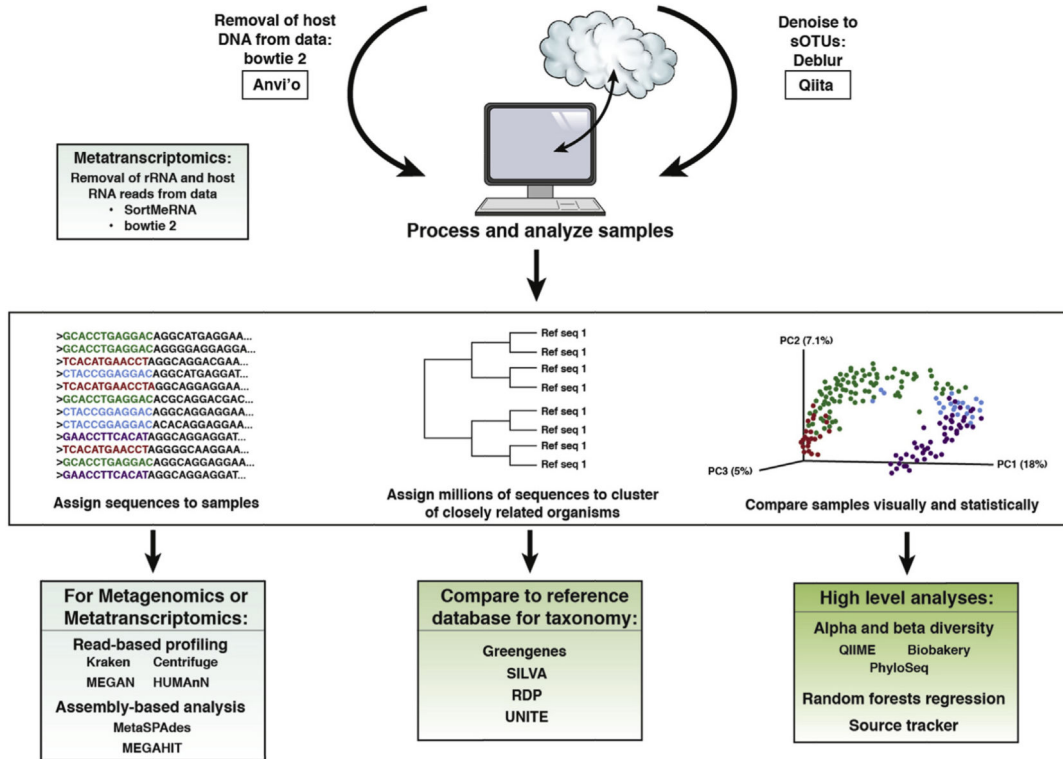 Removal of host
DNA from data:
bowtie 2
Anvi'o
Denoise to
sOTUs:
Deblur
Qiita
Metatranscriptomics:
Removal of rRNA and host
RNA reads from data
• SortMeRNA
• bowtie 2
Process and analyze samples
>GCACCTGAGGACAGGCATGAGGAA...
>GCACCTGAGGACAGGGGAGGAGGA...
>TCACATGAACCTAGGCAGGACGAA...
>CTACCGGAGGACAGGCATGAGGAT...
>TCACATGAACCTAGGCAGGAGGAA...
>GCACCTGAGGACACGCAGGACGAC...
>CTACCGGAGGACAGGCAGGAGGAA...
>CTACCGGAGGACACACAGGAGGAA...
>GAACCTTCACATAGGCAGGAGGAT...
>TCACATGAACCTAGGGGCAAGGAA...
>GCACCTGAGGACAGGCAGGAGGAA...
>GAACCTTCACATAGGCAGGAGGAT...
Assign sequences to samples
Ref seq 1
Ref seq 1
Ref seq 1
Ref seq 1
Ref seq 1
Ref seq 1
Ref seq 1
Ref seq 1
Assign millions of sequences to cluster
of closely related organisms
PC2 (7.1%)
PC3 (5%)
PC1 (18%)
Compare samples visually and statistically
For Metagenomics or
Metatranscriptomics:
Read-based profiling
Kraken Centrifuge
MEGAN HUMAnN
Assembly-based analysis
MetaSPAdes
MEGAHIT
Compare to reference
database for taxonomy:
Greengenes
SILVA
RDP
UNITE
High level analyses:
Alpha and beta diversity
QIIME Biobakery
PhyloSeq
Random forests regression
Source tracker